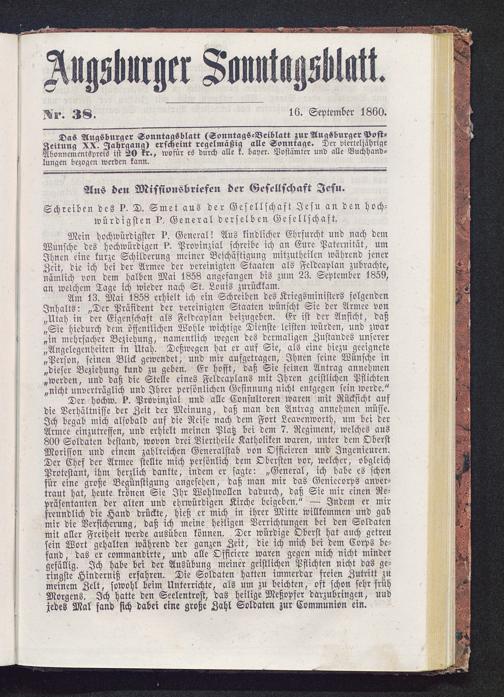 Augsburger Sonntagsblatt.
Nr. 38.
16. September 1860.
Das Augsburger Sonntagsblatt (Sonntags-Beiblatt zur Augsburger Post-
Zeitung XX. Jahrgang) erscheint regelmäßig alle Sonntage. Der vierteljährige
Abonnementspreis ist 20 kr., wofür es durch alle k. bayer. Postämter und alle Buchhand-
lungen bezogen werden kann.
Aus den Missionsbriefen der Gesellschaft Jesu.
Schreiben des P. D. Smet aus der Gesellschaft Jesu an den hoch-
würdigsten P. General derselben Gesellschaft.
Mein hochwürdigster P. General! Aus kindlicher Ehrfurcht und nach dem
Wunsche des hochwürdigen P. Provinzial schreibe ich an Eure Paternität, um
Ihnen eine kurze Schilderung meiner Beschäftigung mitzutheilen während jener
Zeit, die ich bei der Armee der vereinigten Staaten als Feldcaplan zubrachte,
nämlich von dem halben Mai 1858 angefangen bis zum 23. September 1859,
an welchem Tage ich wieder nach St. Louis zurückkam.
Am 13. Mai 1858 erhielt ich ein Schreiben des Kriegsministers folgenden
Inhalts: „Der Präsident der vereinigten Staaten wünscht Sie der Armee von
„Utah in der Eigenschaft als Feldcaplan beizugeben. Er ist der Ansicht, daß
„Sie hiedurch dem öffentlichen Wohle wichtige Dienste leisten würden, und zwar
„in mehrfacher Beziehung, namentlich wegen des dermaligen Zustandes unserer
„Angelegenheiten in Utah. Deßwegen hat er auf Sie, als eine hiezu geeignete
„Person, seinen Blick gewendet, und mir aufgetragen, Ihnen seine Wünsche in
„dieser Beziehung kund zu geben. Er hofft, daß Sie seinen Antrag annehmen
„werden, und daß die Stelle eines Feldcaplans mit Ihren geistlichen Pflichten
„nicht unverträglich und Ihrer persönlichen Gesinnung nicht entgegen sein werde."
Der hochw. P. Provinzial und alle Consultoren waren mit Rücksicht auf
die Verhältnisse der Zeit der Meinung, daß man den Antrag annehmen müsse.
Ich begab mich alsobald auf die Reise nach dem Fort Leavenworth, um bei der
Armee einzutreffen, und erhielt meinen Platz bei dem 7. Regiment, welches aus
800 Soldaten bestand, wovon drei Viertheile Katholiken waren, unter dem Oberst
Morisson und einem zahlreichen Generalstab von Officieren und Ingenieuren.
Der Chef der Armee stellte mich persönlich dem Obersten vor, welcher, obgleich
Protestant, ihm herzlich dankte, indem er sagte: „General, ich habe es schon
für eine große Begünstigung angesehen, daß man mir das Geniecorps anver-
traut hat, heute krönen Sie Ihr Wohlwollen dadurch, daß Sie mir einen Re-
präsentanten der alten und ehrwürdigen Kirche beigeben." — Indem er mir
freundlich die Hand drückte, hieß er mich in ihrer Mitte willkommen und gab
mir die Versicherung, daß ich meine heiligen Verrichtungen bei den Soldaten
mit aller Freiheit werde ausüben können. Der würdige Oberst hat auch getreu
sein Wort gehalten während der ganzen Zeit, die ich mich bei dem Corps be-
fand, das er commandirte, und alle Officiere waren gegen mich nicht minder
gefällig. Ich habe bei der Ausübung meiner geistlichen Pflichten nicht das ge-
ringste Hinderniß erfahren. Die Soldaten hatten immerdar freien Zutritt zu
meinem Zelt, sowohl beim Unterrichte, als um zu beichten, oft schon sehr früh
Morgens. Ich hatte den Seelentrost, das heilige Meßopfer darzubringen, und
jedes Mal fand sich dabei eine große Zahl Soldaten zur Communion ein.